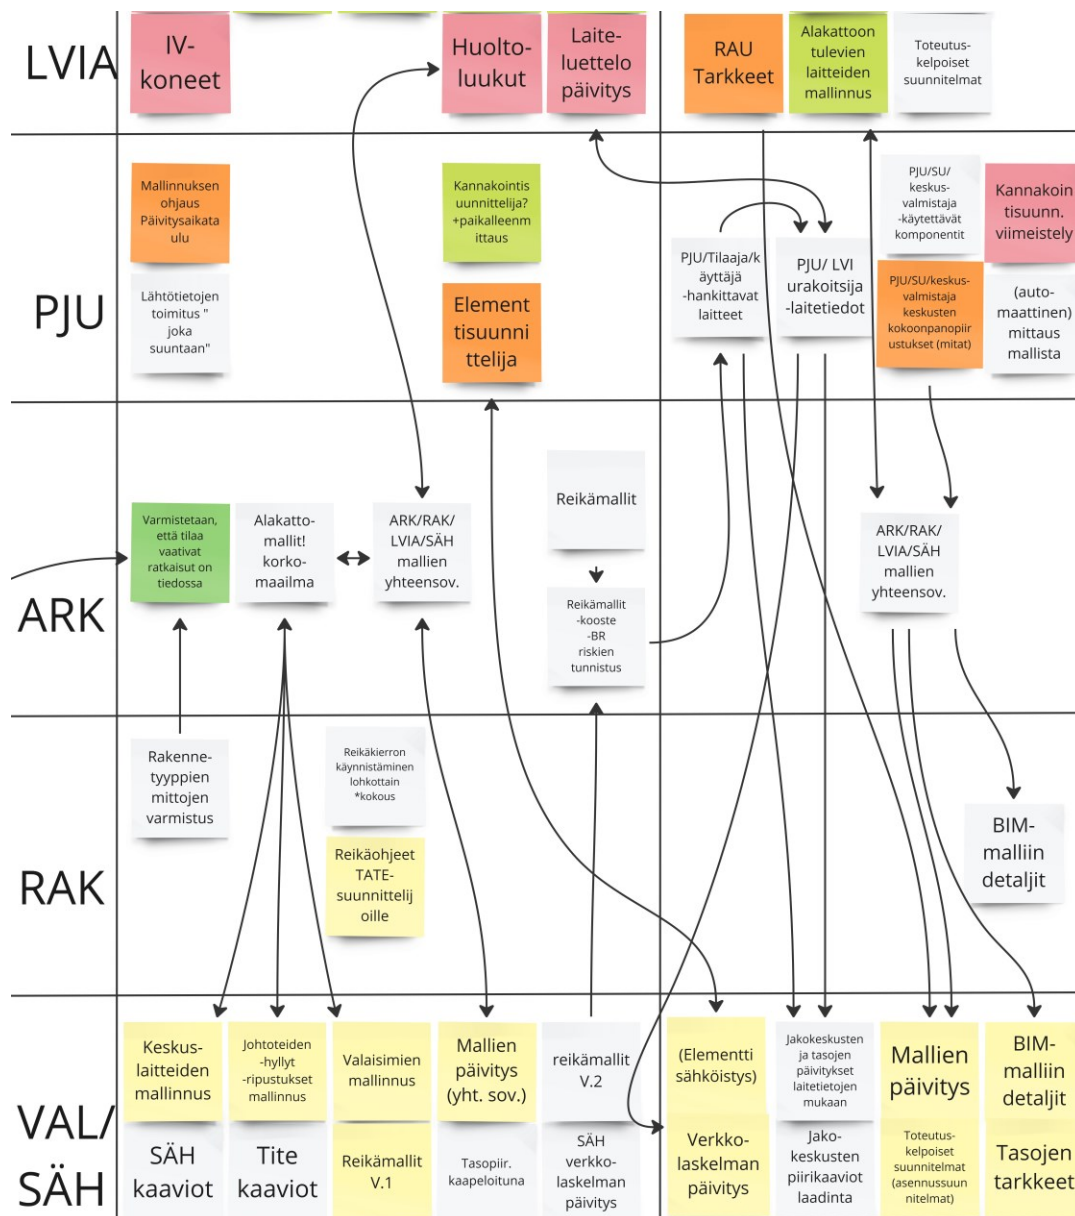 LVIA
IV-
koneet
Huolto-
luukut
Laite-
luettelo
päivitys
RAU
Tarkkeet
Alakattoon
tulevien
laitteiden
mallinnus
Toteutus-
kelpoiset
suunnitelmat
PJU
Mallinnuksen
ohjaus
Päivitysaikata
ulu
Lähtötietojen
toimitus "
joka
suuntaan"
Kannakointis
uunnittelija?
+paikalleenm
ittaus
Elemen
tisuunni
ttelija
PJU/Tilaaja/k
äyttäjä
-hankittavat
laitteet
PJU/ LVI
urakoitsija
-laitetiedot
PJU/SU/
keskus-
valmistaja
-käytettävät
komponentit
Kannakoin
tisuunn.
viimeistely
PJU/SU/keskus-
valmistaja
keskusten
kokoonpanopiir
ustukset (mitat)
(auto-
maattinen)
mittaus
mallista
ARK
Varmistetaan,
että tilaa
vaativat
ratkaisut on
tiedossa
Alakatto-
mallit!
korko-
maailma
ARK/RAK/
LVIA/SÄH
mallien
yhteensov.
Reikämallit
Reikämallit
-kooste
-BR
riskien
tunnistus
ARK/RAK/
LVIA/SÄH
mallien
yhteensov.
RAK
Rakenne-
tyyppien
mittojen
varmistus
Reikäkierron
käynnistäminen
lohkottain
*kokous
Reikäohjeet
TATE-
suunnittelij
oille
BIM-
malliin
detaljit
VAL/
SÄH
Keskus-
laitteiden
mallinnus
Johtoteiden
-hyllyt
-ripustukset
mallinnus
Valaisimien
mallinnus
Mallien
päivitys
(yht. sov.)
reikämallit
V.2
(Elementti
sähköistys)
Jakokeskusten
ja tasojen
päivitykset
laitetietojen
mukaan
Mallien
päivitys
BIM-
malliin
detaljit
SÄH
kaaviot
Tite
kaaviot
Reikämallit
V.1
Tasopiir.
kaapeloituna
SÄH
verkko-
laskelman
päivitys
Verkko-
laskelman
päivitys
Jako-
keskusten
piirikaaviot
laadinta
Toteutus-
kelpoiset
suunnitelmat
(asennussuun
nitelmat)
Tasojen
tarkkeet